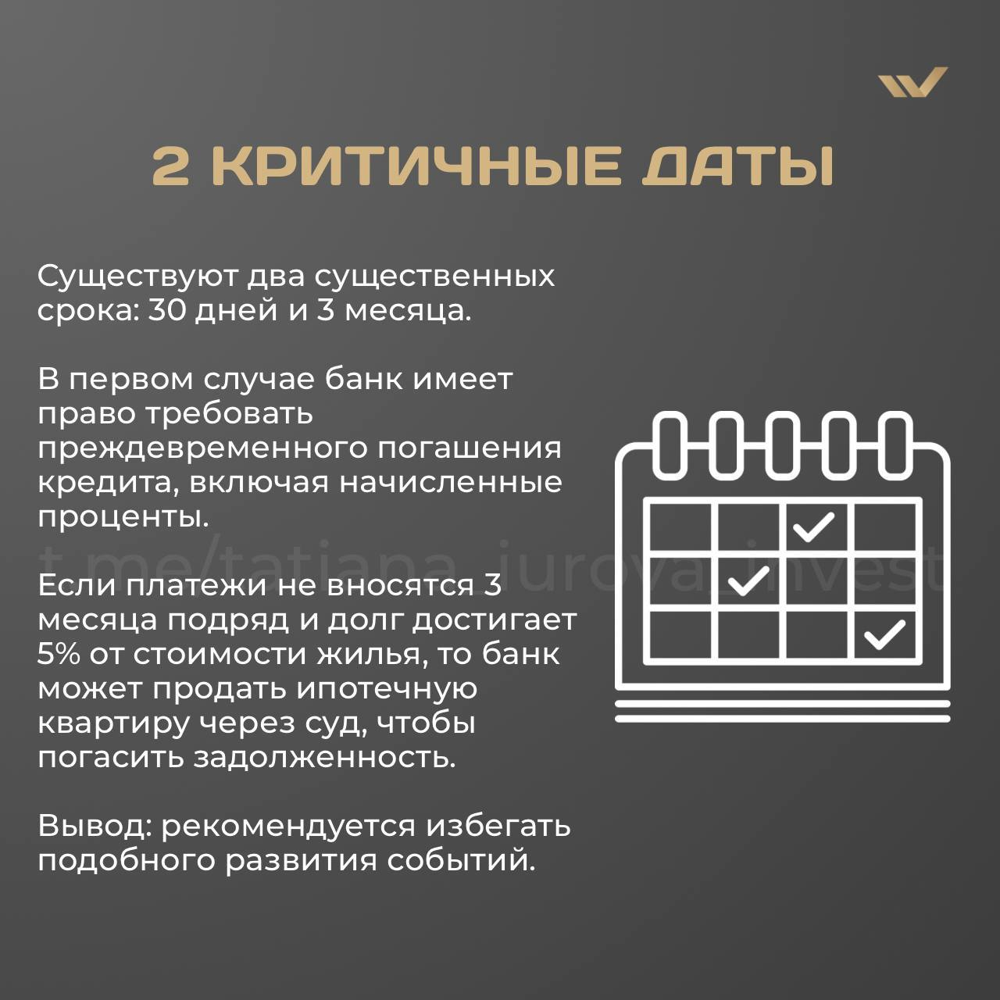 2 КРИТИЧНЫЕ ДАТЫ
Существуют два существенных
срока: 30 дней и 3 месяца.
В первом случае банк имеет
право требовать
преждевременного погашения
кредита, включая начисленные
проценты.
t.me/tatiana_iurova_invest
Если платежи не вносятся 3
месяца подряд и долг достигает
5% от стоимости жилья, то банк
может продать ипотечную
квартиру через суд, чтобы
погасить задолженность.
Вывод: рекомендуется избегать
подобного развития событий.